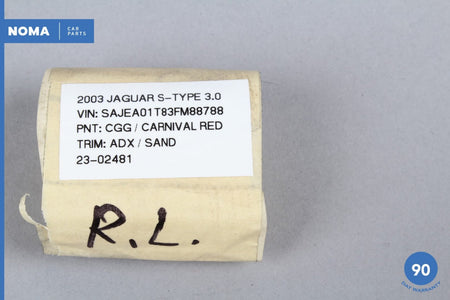 NOMA CAR PARTS
2003 JAGUAR S-TYPE 3.0
VIN: SAJEA01T83FM88788
PNT: CGG / CARNIVAL RED
TRIM: ADX / SAND
23-02481
R.L.
90
DAY WARRANTY